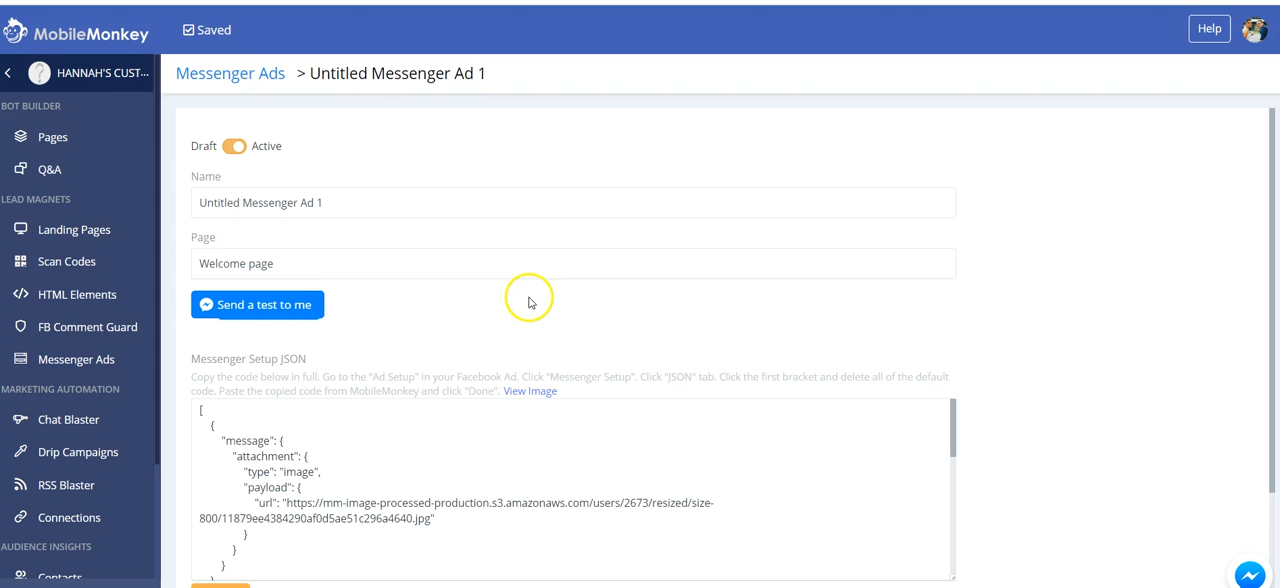 MobileMonkey
Saved
Help
HANNAH'S CUST...
Messenger Ads > Untitled Messenger Ad 1
BOT BUILDER
Pages
Q&A
LEAD MAGNETS
Landing Pages
Scan Codes
HTML Elements
FB Comment Guard
Messenger Ads
MARKETING AUTOMATION
Chat Blaster
Drip Campaigns
RSS Blaster
Connections
AUDIENCE INSIGHTS
Contacts
Draft Active
Name
Untitled Messenger Ad 1
Page
Welcome page
Send a test to me
Messenger Setup JSON
Copy the code below in full. Go to the "Ad Setup" in your Facebook Ad. Click "Messenger Setup". Click "JSON" tab. Click the first bracket and delete all of the default
code. Paste the copied code from MobileMonkey and click "Done". View Image
[
{
"message": {
"attachment": {
"type": "image",
"payload": {
"url": "https://mm-image-processed-production.s3.amazonaws.com/users/2673/resized/size-
800/11879ee4384290af0d5ae51c296a4640.jpg"
}
}
}